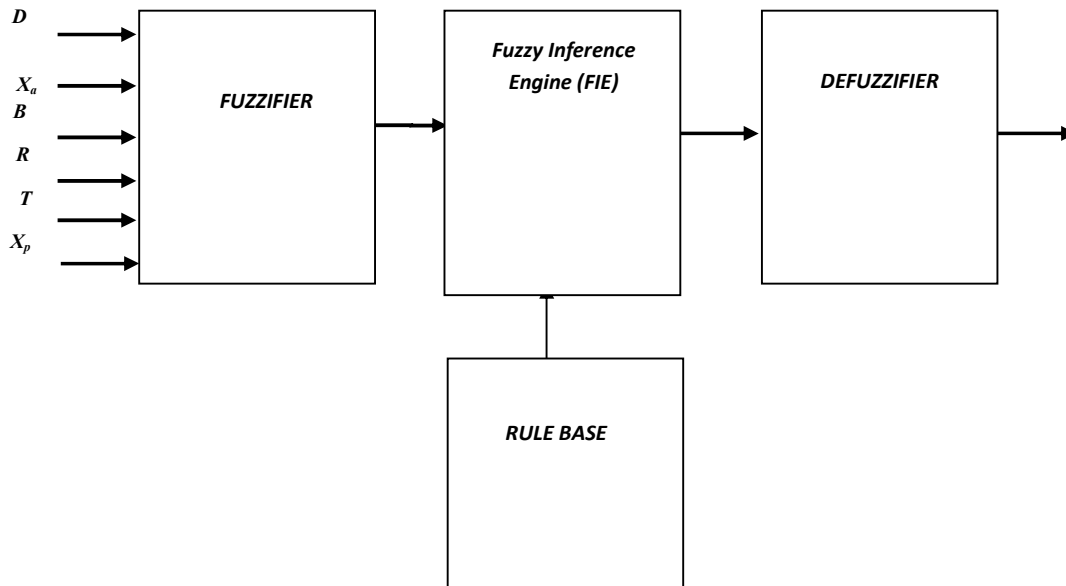 D
Xₐ
B
R
T
Xₚ
FUZZIFIER
Fuzzy Inference
Engine (FIE)
DEFUZZIFIER
RULE BASE